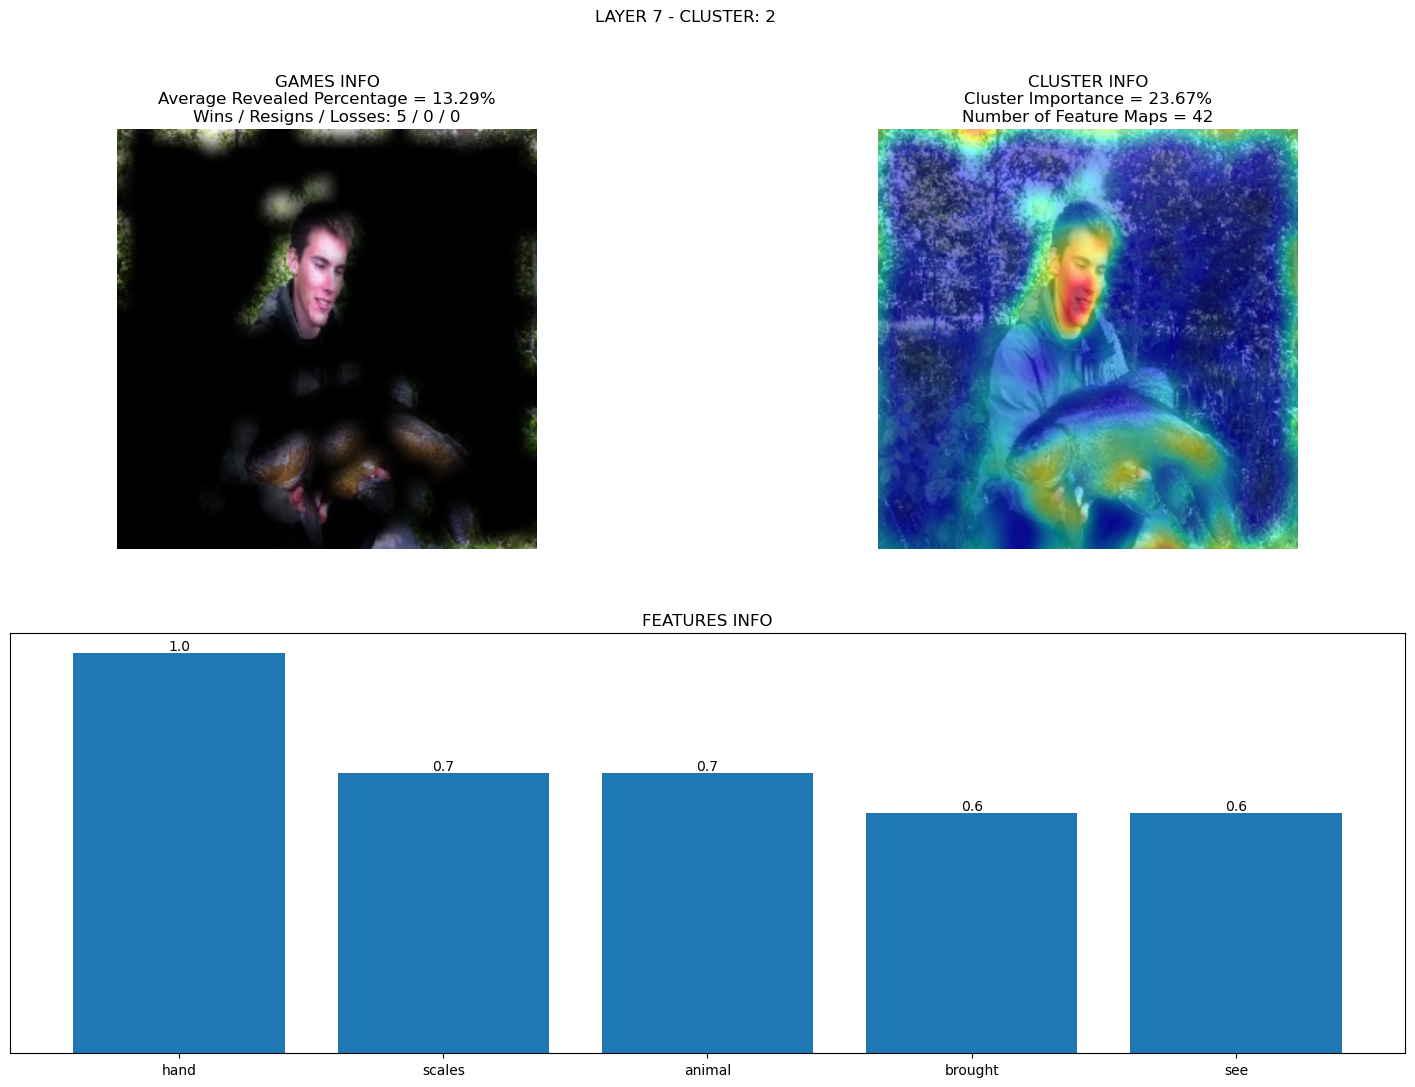 LAYER 7 - CLUSTER: 2
GAMES INFO
Average Revealed Percentage = 13.29%
Wins / Resigns / Losses: 5 / 0 / 0
CLUSTER INFO
Cluster Importance = 23.67%
Number of Feature Maps = 42
FEATURES INFO
1.0
0.7
0.7
0.6
0.6
hand
scales
animal
brought
see